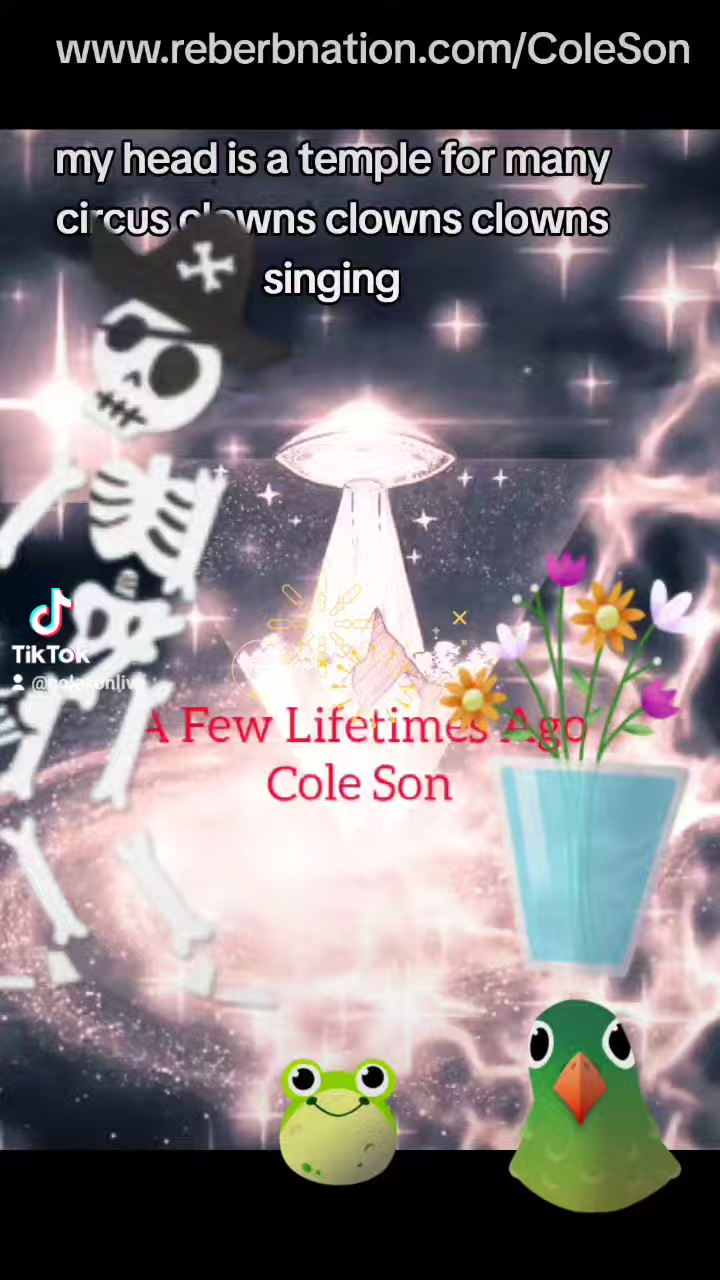 www.reberbnation.com/ColeSon
my head is a temple for many
circus clowns clowns clowns
singing
TikTok
A Few Lifetimes Ago
Cole Son